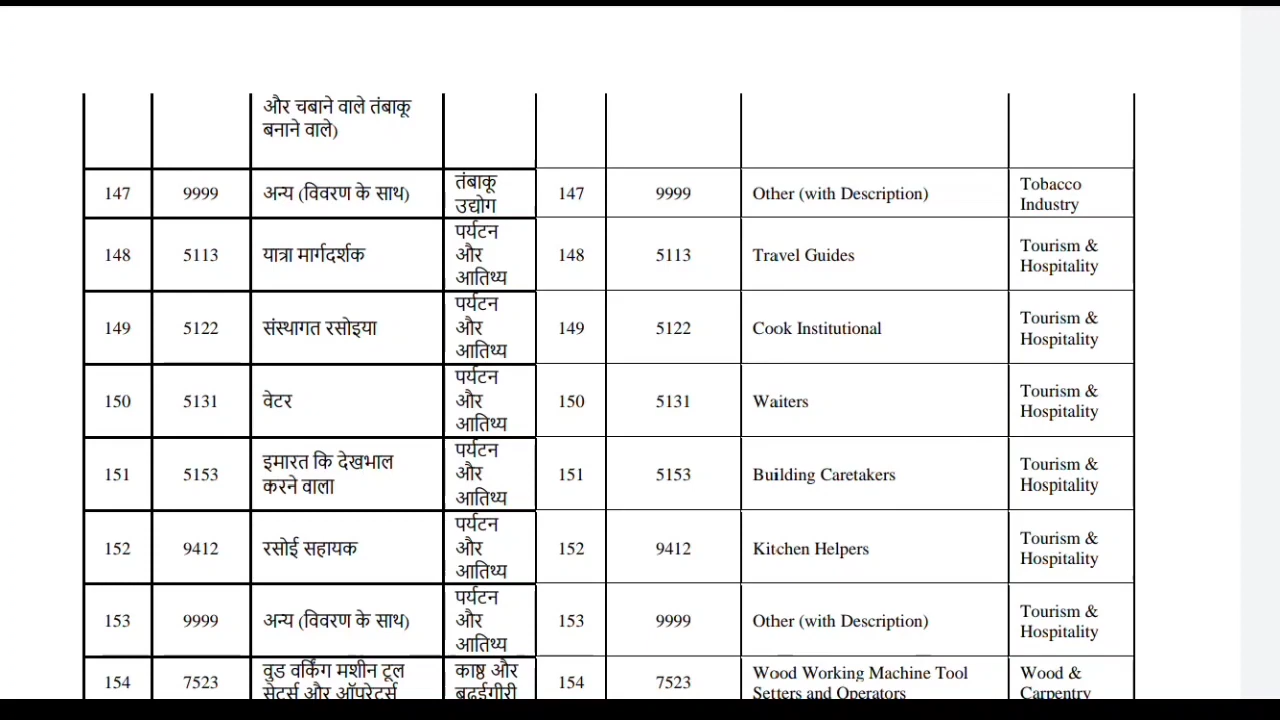 और चबाने वाले तंबाकू
बनाने वाले)
147 9999 अन्य (विवरण के साथ) तंबाकू उद्योग 147 9999 Other (with Description) Tobacco Industry
148 5113 यात्रा मार्गदर्शक पर्यटन और आतिथ्य 148 5113 Travel Guides Tourism & Hospitality
149 5122 संस्थागत रसोइया पर्यटन और आतिथ्य 149 5122 Cook Institutional Tourism & Hospitality
150 5131 वेटर पर्यटन और आतिथ्य 150 5131 Waiters Tourism & Hospitality
151 5153 इमारत कि देखभाल करने वाला पर्यटन और आतिथ्य 151 5153 Building Caretakers Tourism & Hospitality
152 9412 रसोई सहायक पर्यटन और आतिथ्य 152 9412 Kitchen Helpers Tourism & Hospitality
153 9999 अन्य (विवरण के साथ) पर्यटन और आतिथ्य 153 9999 Other (with Description) Tourism & Hospitality
154 7523 वुड वर्किंग मशीन टूल सेटर्स और ऑपरेटर्स काष्ठ और बढ़ईगीरी 154 7523 Wood Working Machine Tool Setters and Operators Wood & Carpentry